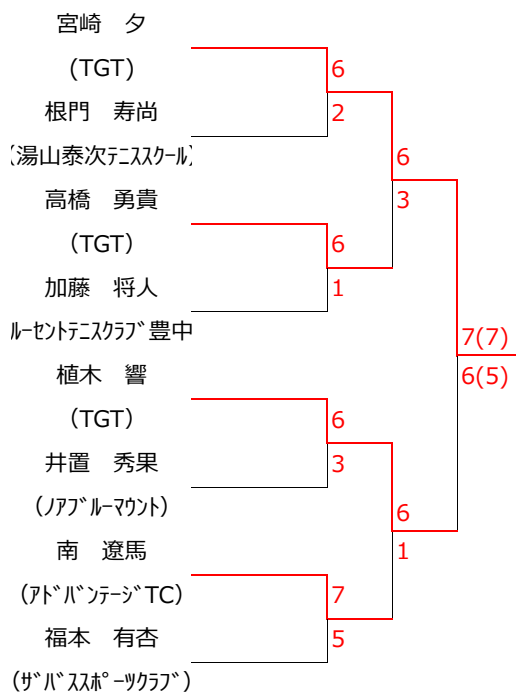 宮崎　夕
(TGT)
6
根門　寿尚
2
(湯山泰次ﾃﾆｽｽｸｰﾙ)
6
高橋　勇貴
3
(TGT)
6
加藤　将人
1
ﾙｰｾﾝﾄﾃﾆｽｸﾗﾌﾞ豊中
7(7)
6(5)
植木　響
(TGT)
6
井置　秀果
3
(ﾉｱﾌﾞﾙｰﾏｳﾝﾄ)
6
南　遼馬
1
(ｱﾄﾞﾊﾞﾝﾃｰｼﾞTC)
7
福本　有杏
5
(ｻﾞﾊﾞｽｽﾎﾟｰﾂｸﾗﾌﾞ)